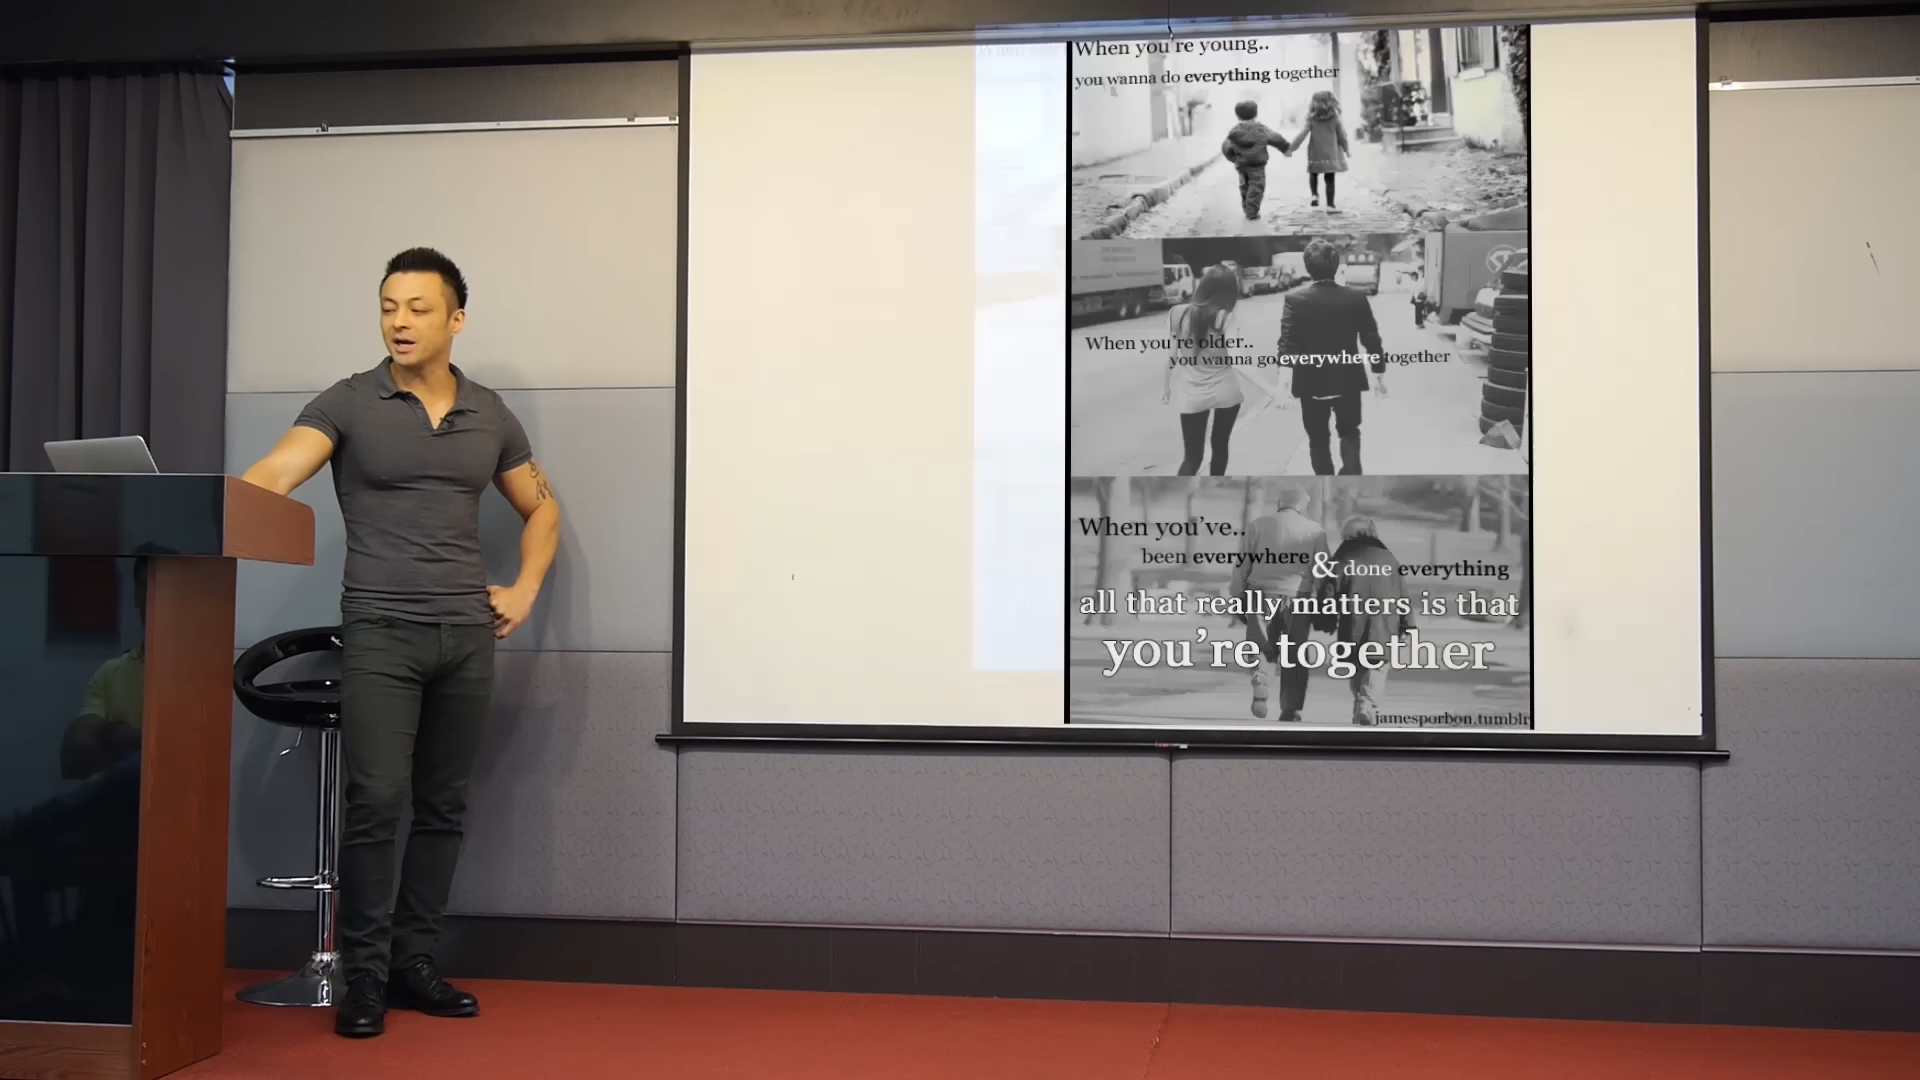 When you're young..
you wanna do everything together
When you're older..
you wanna go everywhere together
When you've..
been everywhere & done everything
all that really matters is that
you're together
jamesporbon.tumblr